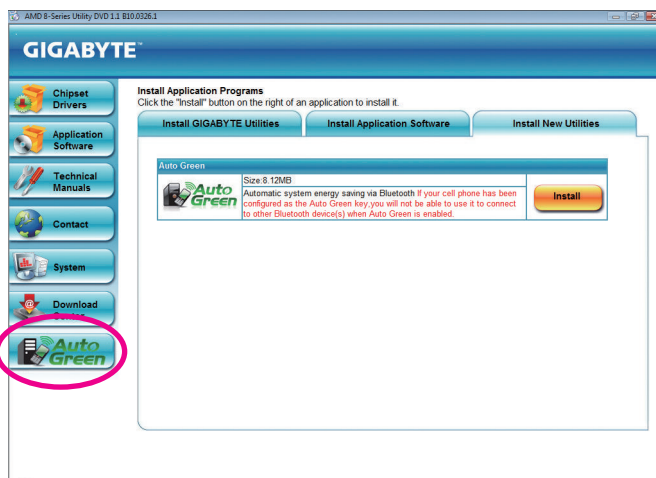 AMD 8-Series Utility DVD 1.1 B10.0326.1
GIGABYTE™
Chipset
Drivers
Application
Software
Technical
Manuals
Contact
System
Download
Center
Auto
Green
Install Application Programs
Click the "Install" button on the right of an application to install it.
Install GIGABYTE Utilities
Install Application Software
Install New Utilities
Auto Green
Auto
Green
Size:8.12MB
Automatic system energy saving via Bluetooth If your cell phone has been
configured as the Auto Green key,you will not be able to use it to connect
to other Bluetooth device(s) when Auto Green is enabled.
Install